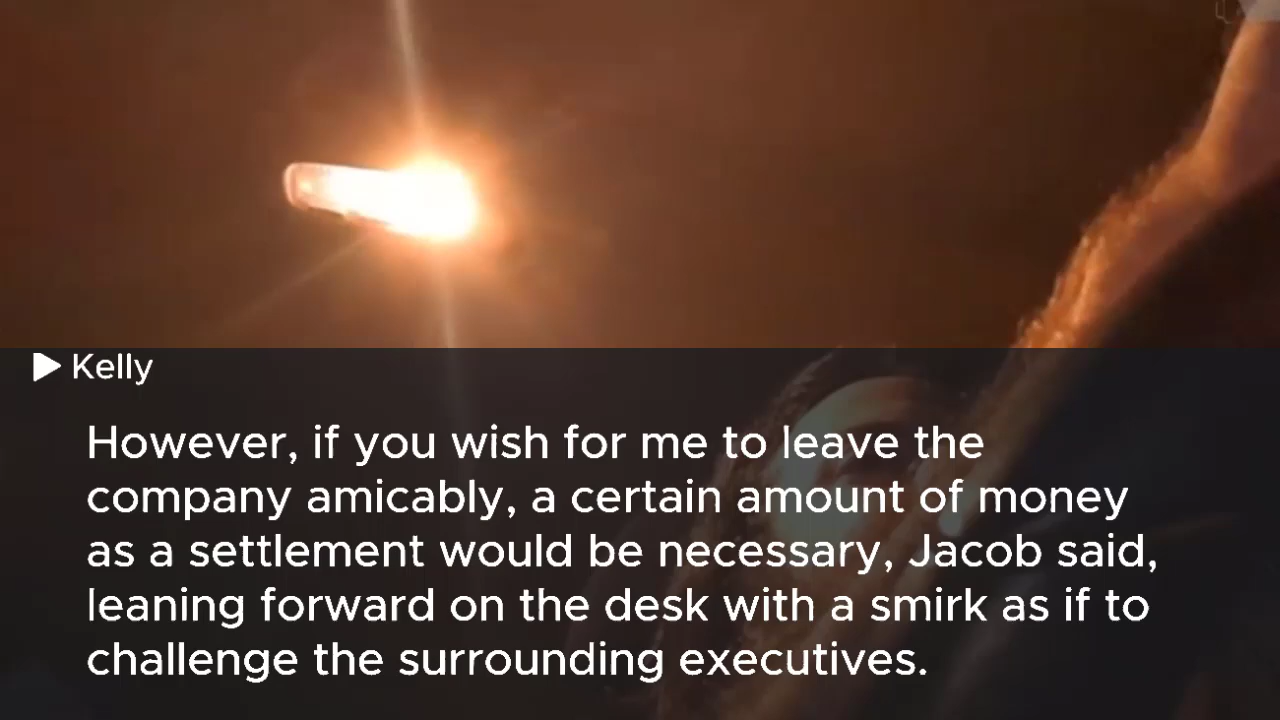 Kelly
However, if you wish for me to leave the
company amicably, a certain amount of money
as a settlement would be necessary, Jacob said,
leaning forward on the desk with a smirk as if to
challenge the surrounding executives.